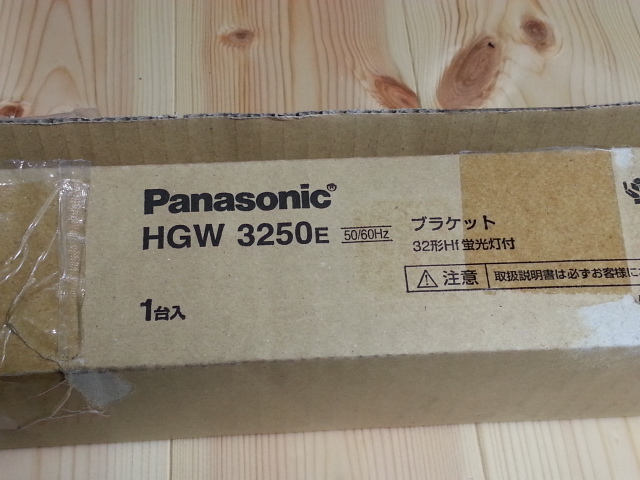 Panasonic®
HGW 3250E 50/60Hz
ブラケット
32形Hf蛍光灯付
注意 取扱説明書は必ずお客様に
1台入